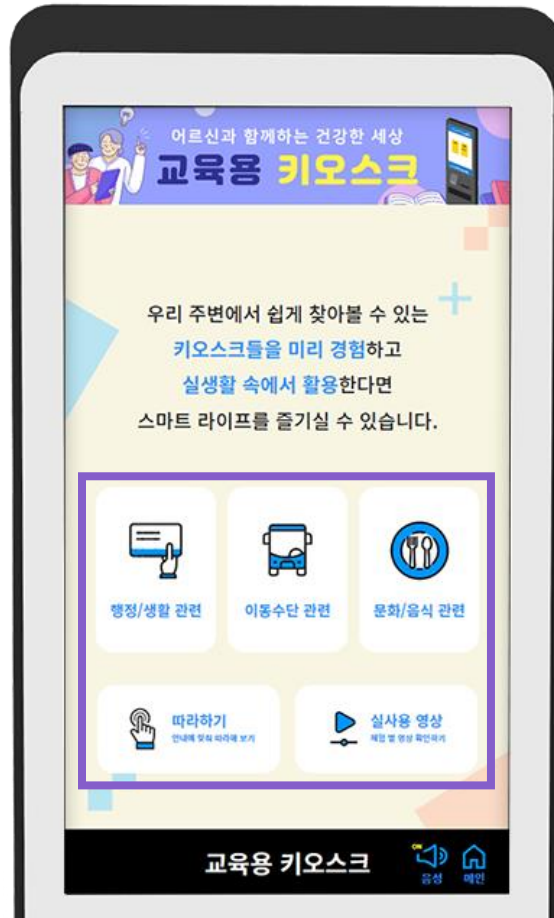 어르신과 함께하는 건강한 세상
교육용 키오스크
우리 주변에서 쉽게 찾아볼 수 있는
키오스크들을 미리 경험하고
실생활 속에서 활용한다면
스마트 라이프를 즐기실 수 있습니다.
행정/생활 관련
이동수단 관련
문화/음식 관련
따라하기
안내에 맞춰 따라해 보기
실사용 영상
체험 별 영상 확인하기
교육용 키오스크
ON
음성
메인